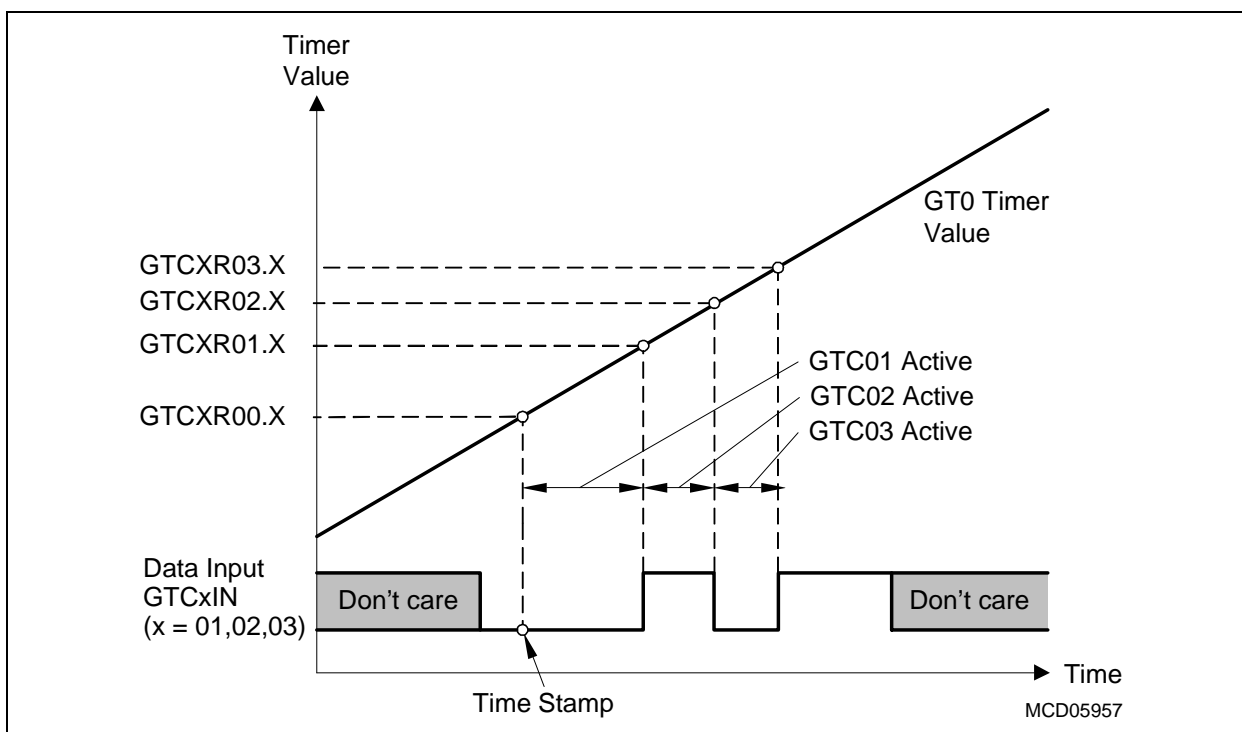 Timer
Value
GT0 Timer
Value
GTCXR03.X
GTCXR02.X
GTCXR01.X
GTCXR00.X
GTC01 Active
GTC02 Active
GTC03 Active
Data Input
GTCxIN
(x = 01,02,03)
Don't care
Don't care
Time Stamp
Time
MCD05957